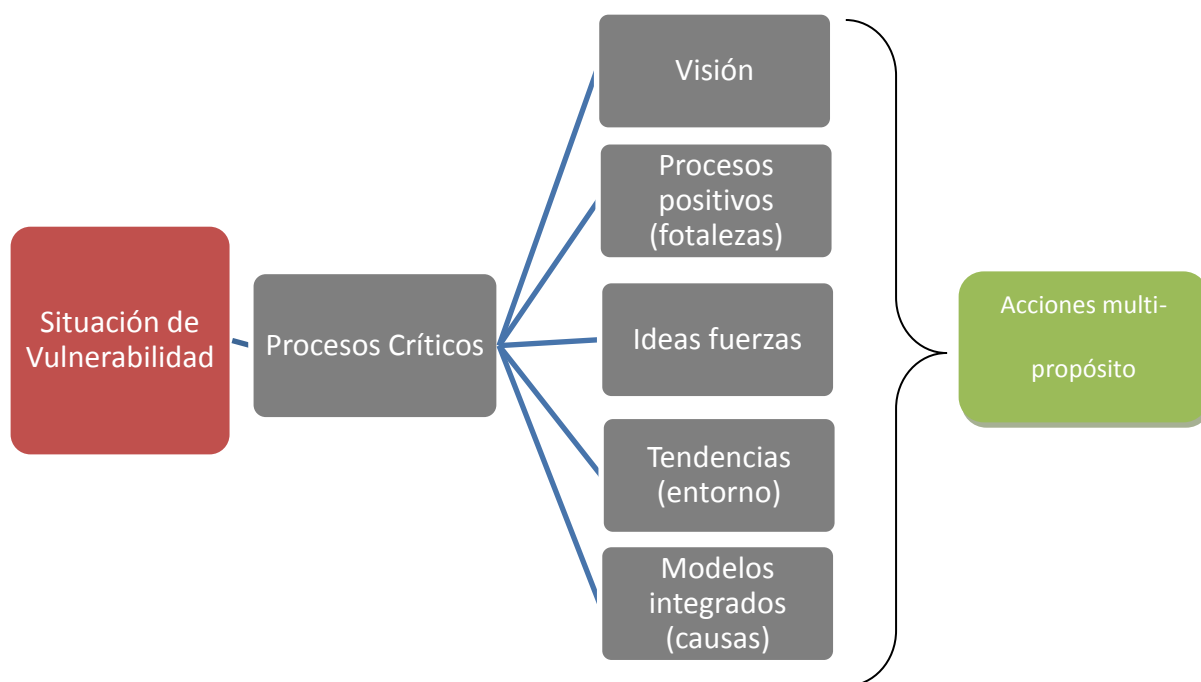 Situación de
Vulnerabilidad
Procesos Críticos
Visión
Procesos
positivos
(fotalezas)
Ideas fuerzas
Tendencias
(entorno)
Modelos
integrados
(causas)
Acciones multi-
propósito